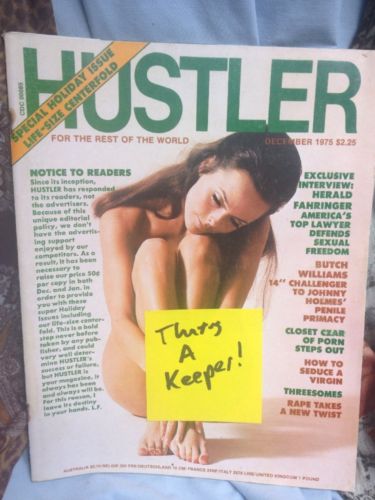 CDC 00085
SPECIAL HOLIDAY ISSUE
LIFE-SIZE CENTERFOLD
HUSTLER
FOR THE REST OF THE WORLD
DECEMBER 1975 $2.25
NOTICE TO READERS
Since its inception,
HUSTLER has responded
to its readers, not
the advertisers.
Because of this
unique editorial
policy, we don't
have the advertis-
ing support
enjoyed by our
competitors. As a
result, it has been
necessary to
raise our price 50¢
per copy in both
Dec. and Jan. in
order to provide
you with these
super Holiday
Issues including
our life-size center-
fold. This is a bold
step never before
taken by any pub-
lisher, and could
very well deter-
mine HUSTLER'S
success or failure,
but HUSTLER is
your magazine, it
always has been
and always will be.
For this reason, I
leave its destiny
in your hands. L.F.
EXCLUSIVE
INTERVIEW:
HERALD
FAHRINGER
AMERICA'S
TOP LAWYER
DEFENDS
SEXUAL
FREEDOM
BUTCH
WILLIAMS
14" CHALLENGER
TO JOHNNY
HOLMES'
PENILE
PRIMACY
CLOSET CZAR
OF PORN
STEPS OUT
HOW TO
SEDUCE A
VIRGIN
THREESOMES
RAPE TAKES
A NEW TWIST
A
Keeper!
UNITED KINGDOM 1 POUND